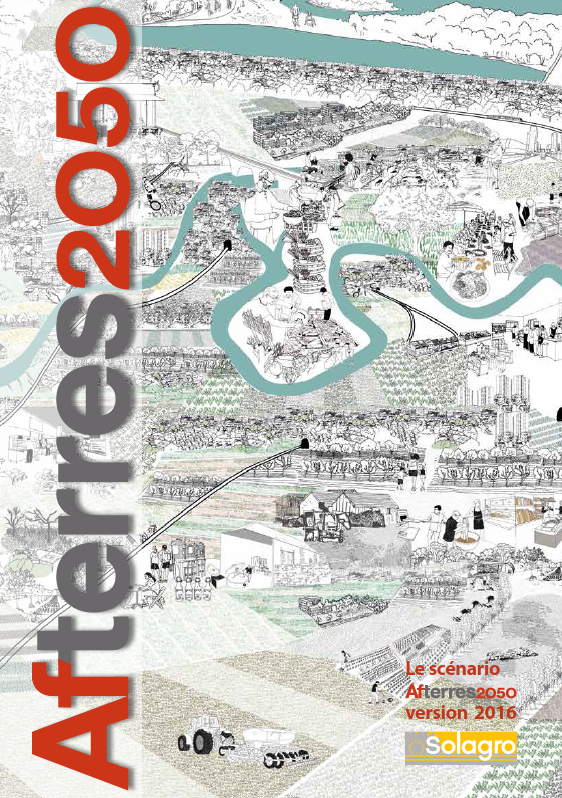 Afterres2050
Le scénario
Afterres2050
version 2016
Solagro